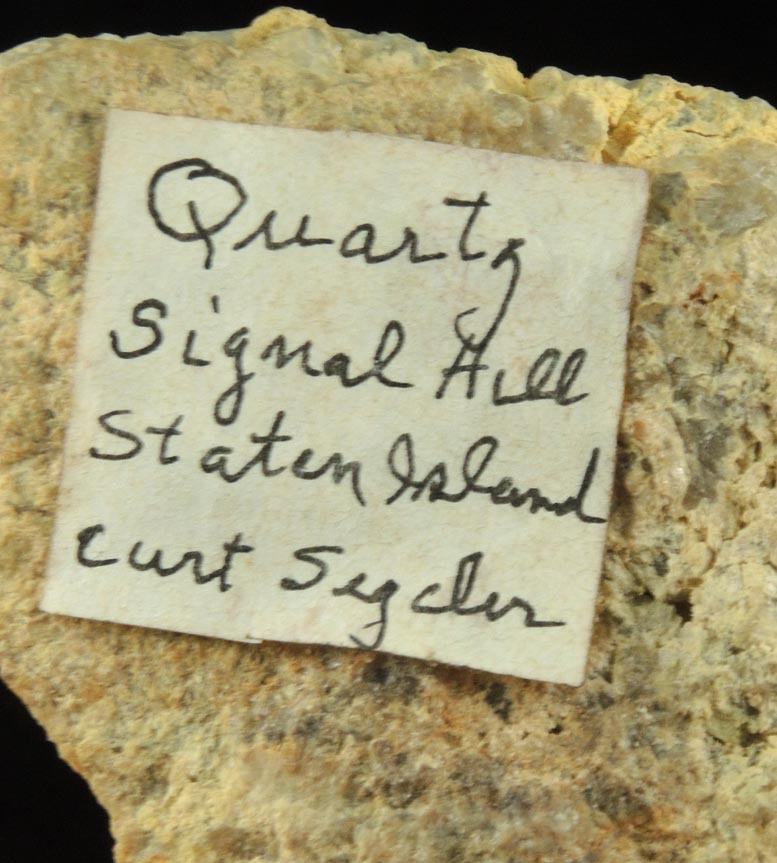 Quartz
Signal Hill
Staten Island
Curt Segeler